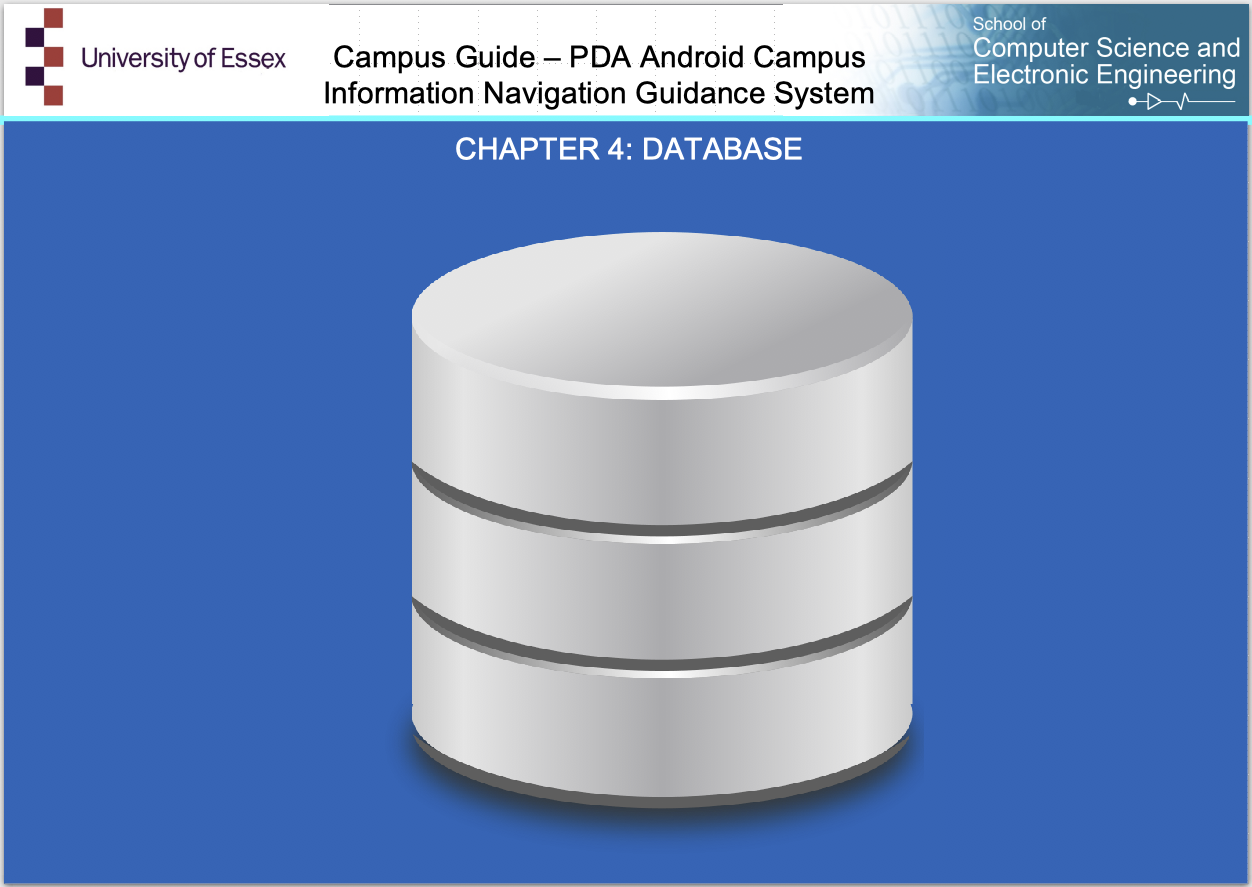 University of Essex
Campus Guide – PDA Android Campus
Information Navigation Guidance System
School of
Computer Science and
Electronic Engineering
CHAPTER 4: DATABASE